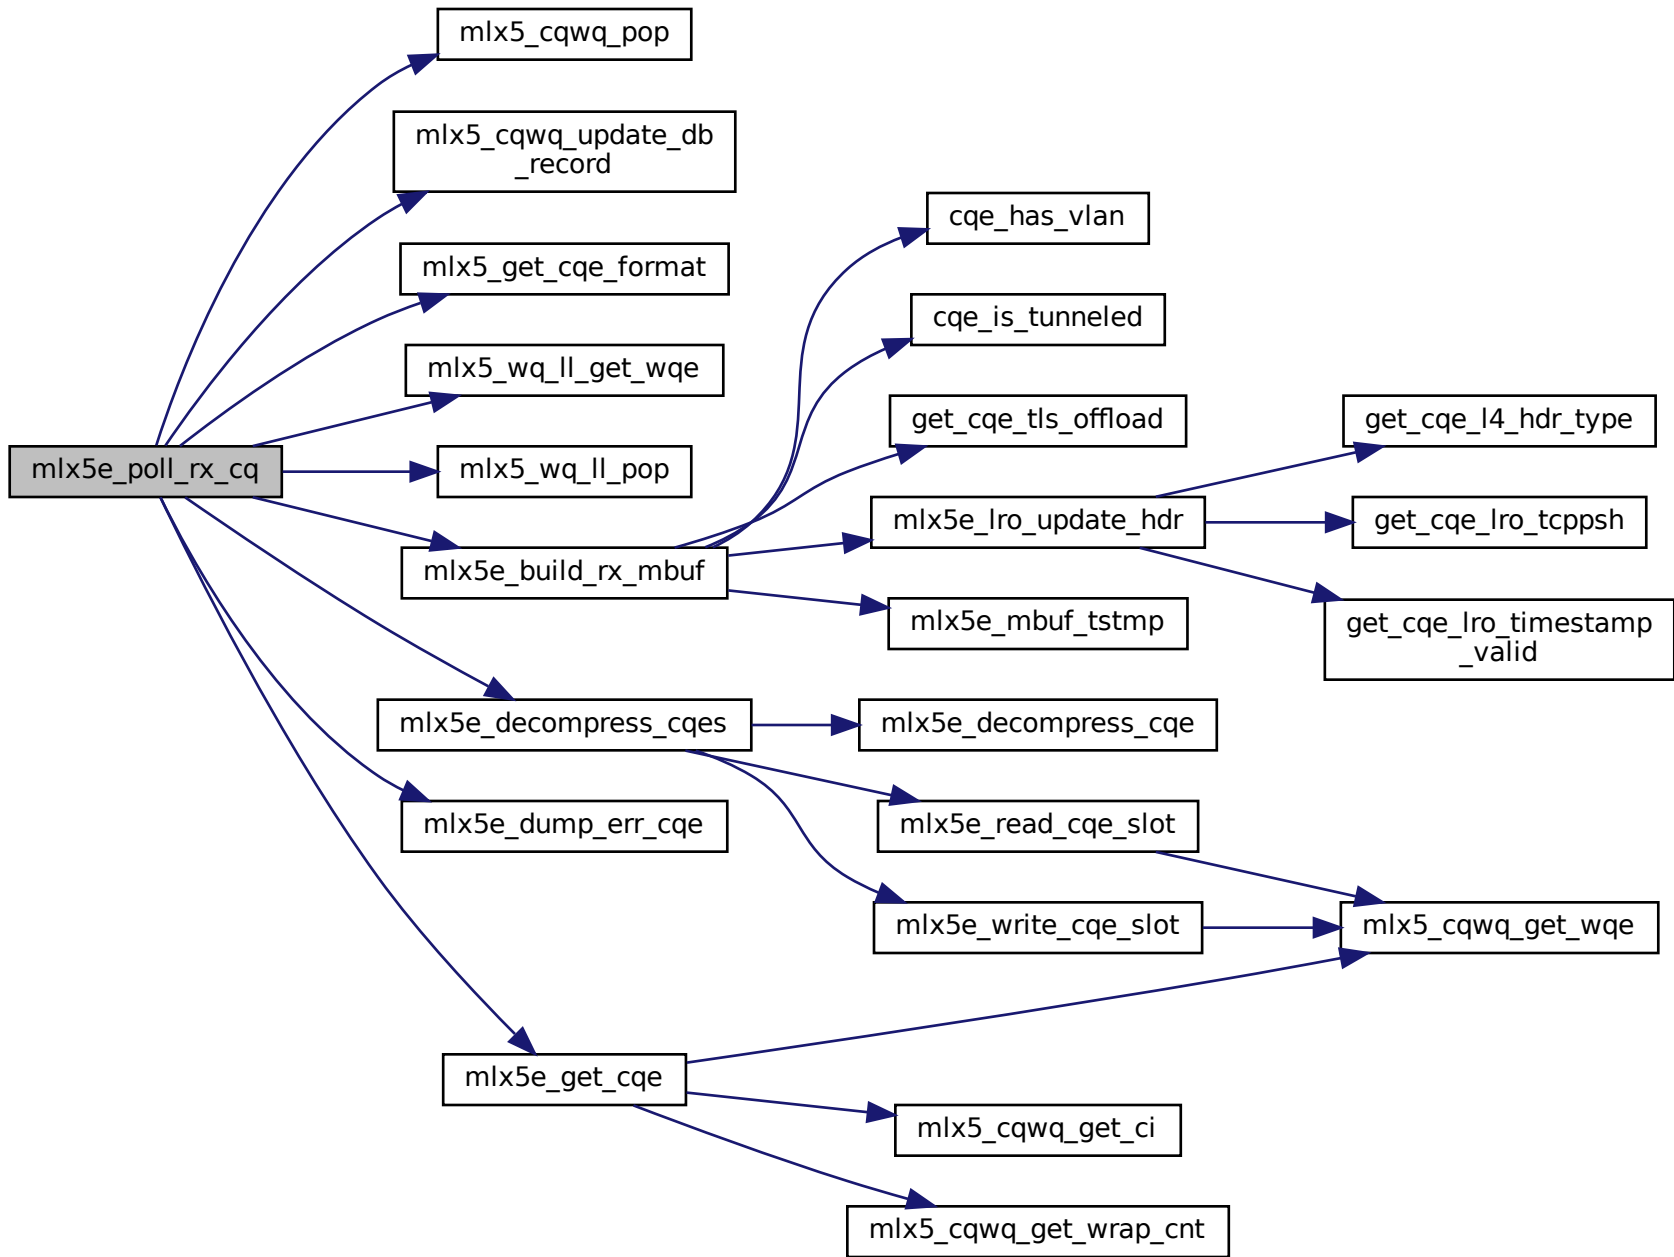 mlx5_cqwq_pop
mlx5_cqwq_update_db
_record
cqe_has_vlan
mlx5_get_cqe_format
cqe_is_tunneled
mlx5_wq_ll_get_wqe
get_cqe_tls_offload
get_cqe_l4_hdr_type
mlx5e_poll_rx_cq
mlx5_wq_ll_pop
mlx5e_lro_update_hdr
get_cqe_lro_tcppsh
mlx5e_build_rx_mbuf
mlx5e_mbuf_tstmp
get_cqe_lro_timestamp
_valid
mlx5e_decompress_cqes
mlx5e_decompress_cqe
mlx5e_dump_err_cqe
mlx5e_read_cqe_slot
mlx5e_write_cqe_slot
mlx5_cqwq_get_wqe
mlx5e_get_cqe
mlx5_cqwq_get_ci
mlx5_cqwq_get_wrap_cnt